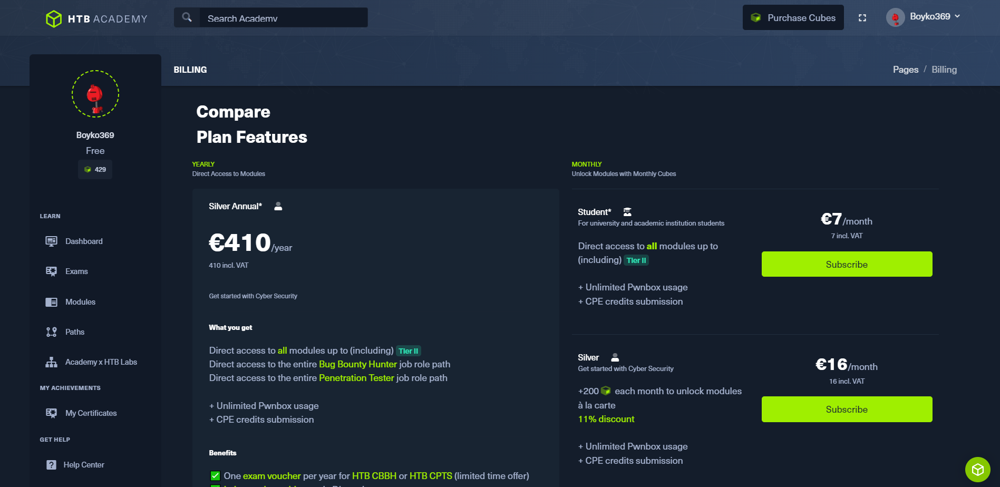 HTB ACADEMY
Search Academy
Purchase Cubes
Boyko369
BILLING
Pages / Billing
Boyko369
Free
429
LEARN
Dashboard
Exams
Modules
Paths
Academy x HTB Labs
MY ACHIEVEMENTS
My Certificates
GET HELP
Help Center
Compare
Plan Features
YEARLY
Direct Access to Modules
Silver Annual*
€410/year
410 incl. VAT
Get started with Cyber Security
What you get
Direct access to all modules up to (including) Tier II
Direct access to the entire Bug Bounty Hunter job role path
Direct access to the entire Penetration Tester job role path
+ Unlimited Pwnbox usage
+ CPE credits submission
Benefits
One exam voucher per year for HTB CBBH or HTB CPTS (limited time offer)
MONTHLY
Unlock Modules with Monthly Cubes
Student*
For university and academic institution students
€7/month
7 incl. VAT
Direct access to all modules up to
(including) Tier II
Subscribe
+ Unlimited Pwnbox usage
+ CPE credits submission
Silver
Get started with Cyber Security
€16/month
16 incl. VAT
+200 each month to unlock modules
à la carte
11% discount
Subscribe
+ Unlimited Pwnbox usage
+ CPE credits submission